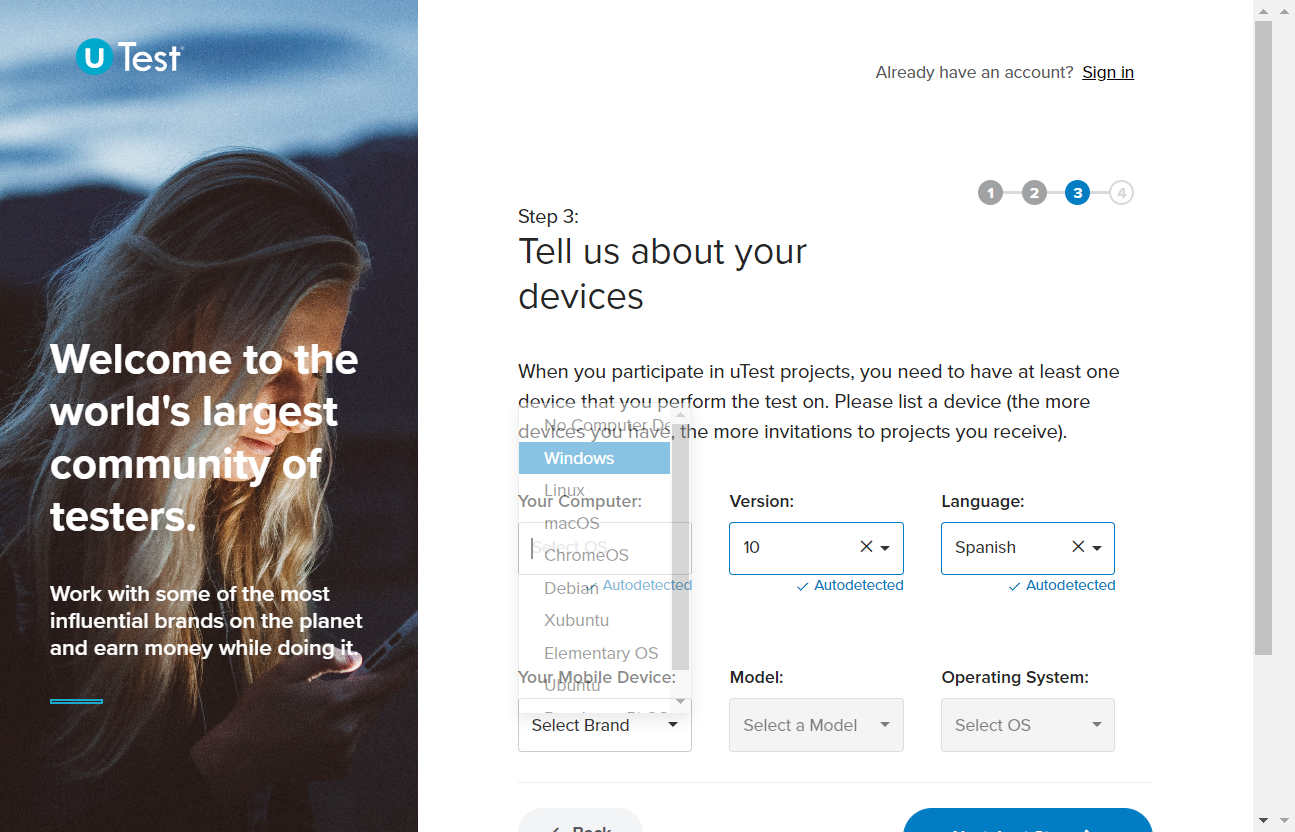 U Test
Already have an account? Sign in
1 2 3 4
Step 3:
Tell us about your
devices
Welcome to the
world's largest
community of
testers.
Work with some of the most
influential brands on the planet
and earn money while doing it.
When you participate in uTest projects, you need to have at least one
device that you perform the test on. Please list a device (the more
devices you have, the more invitations to projects you receive).
No Computer De
Windows
Linux
macOS
ChromeOS
Debian
Xubuntu
Elementary OS
Ubuntu
Your Computer:
Select OS
Autodetected
Version:
10
Autodetected
Language:
Spanish
Autodetected
Your Mobile Device:
Select Brand
Model:
Select a Model
Operating System:
Select OS
Back